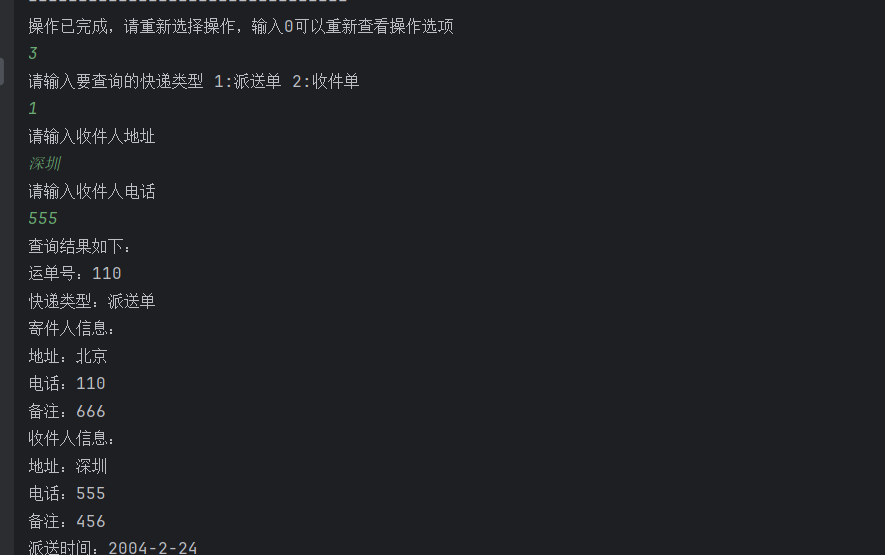 操作已完成，请重新选择操作，输入0可以重新查看操作选项
3
请输入要查询的快递类型 1:派送单 2:收件单
1
请输入收件人地址
深圳
请输入收件人电话
555
查询结果如下：
运单号：110
快递类型：派送单
寄件人信息：
地址：北京
电话：110
备注：666
收件人信息：
地址：深圳
电话：555
备注：456
派送时间：2004-2-24